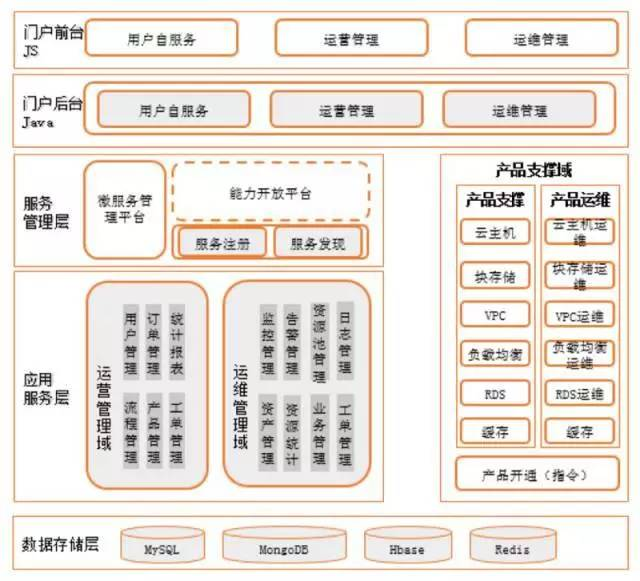 门户前台
JS
用户自服务
运营管理
运维管理
门户后台
Java
用户自服务
运营管理
运维管理
服务
管理层
微服务管
理平台
能力开放平台
服务注册
服务发现
应用
服务层
运营管理域
用户管理
订单管理
统计报表
流程管理
产品管理
工单管理
运维管理域
监控管理
告警管理
资源池管理
日志管理
资产管理
资源统计
业务管理
工单管理
产品支撑域
产品支撑
云主机
块存储
VPC
负载均衡
RDS
缓存
产品运维
云主机运
维
块存储运
维
VPC运维
负载均衡
运维
RDS运维
缓存
产品开通(指令)
数据存储层
MySQL
MongoDB
Hbase
Redis